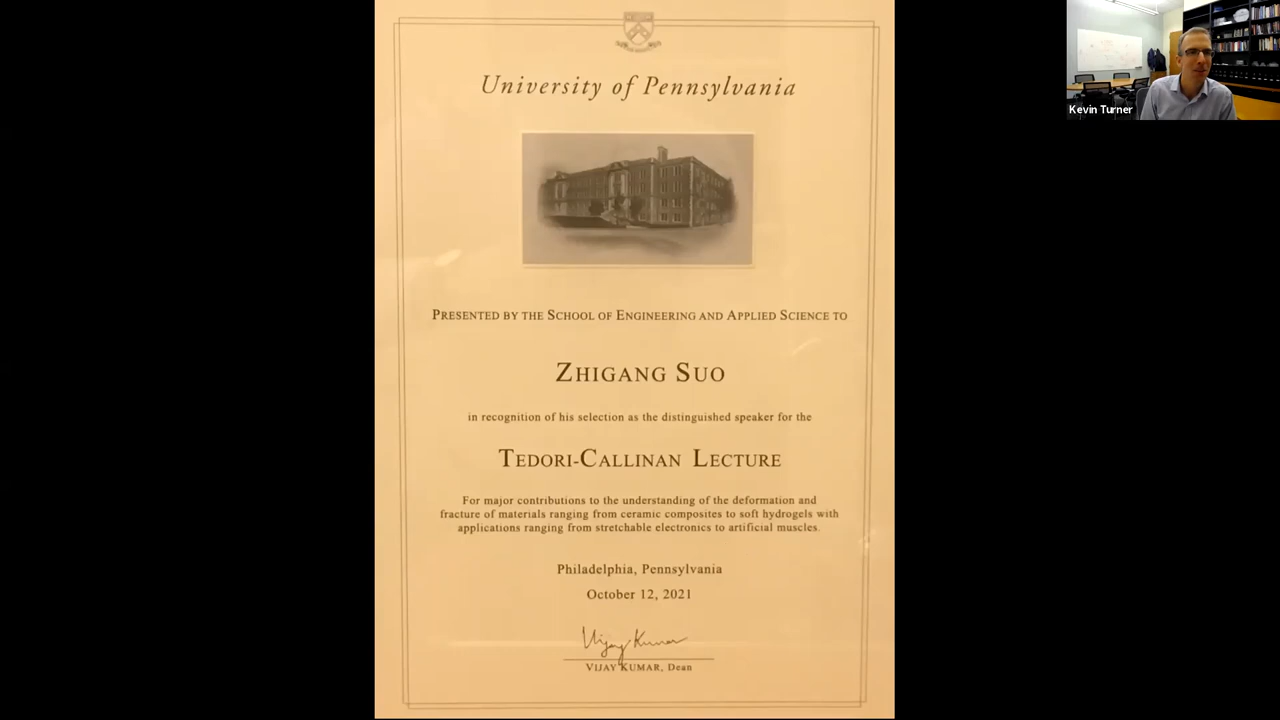 University of Pennsylvania
PRESENTED BY THE SCHOOL OF ENGINEERING AND APPLIED SCIENCE TO
ZHIGANG SUO
in recognition of his selection as the distinguished speaker for the
TEDORI-CALLINAN LECTURE
For major contributions to the understanding of the deformation and
fracture of materials ranging from ceramic composites to soft hydrogels with
applications ranging from stretchable electronics to artificial muscles.
Philadelphia, Pennsylvania
October 12, 2021
Vijay Kumar
VIJAY KUMAR, Dean
Kevin Turner